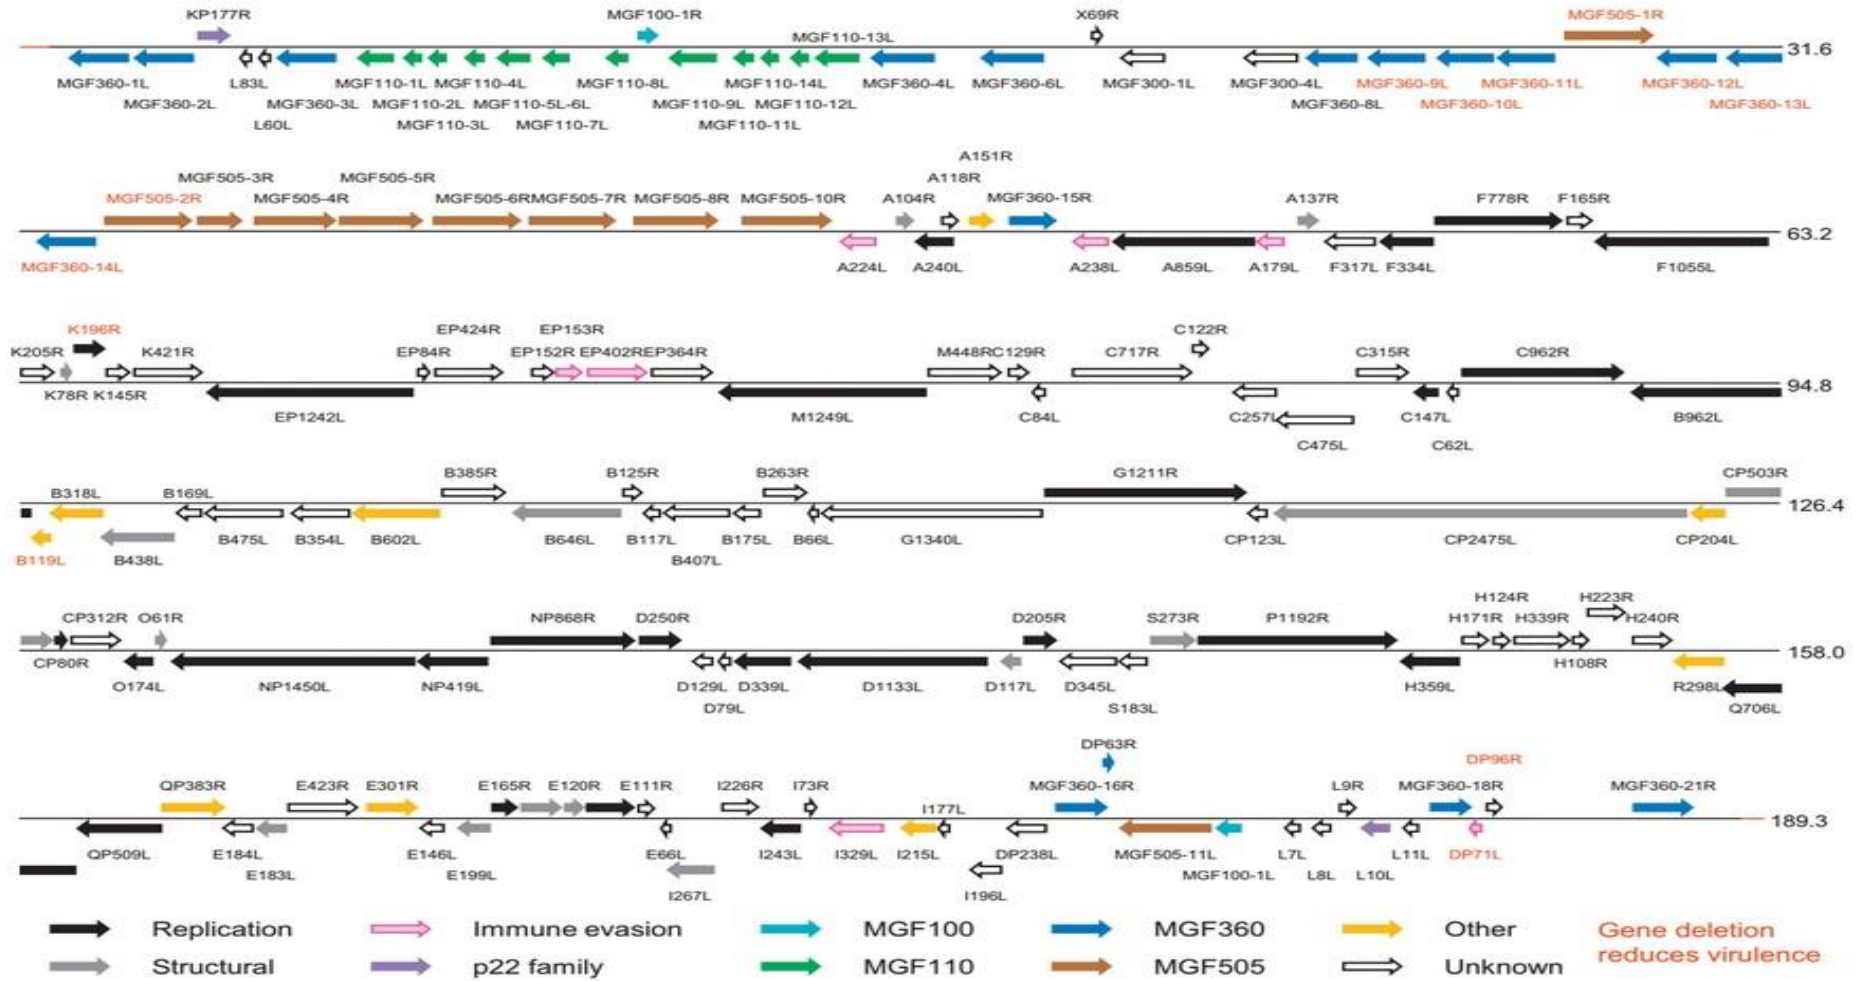 KP177R MGF100-1R X69R MGF505-1R
MGF110-13L
31.6
MGF360-1L L83L MGF110-1L MGF110-4L MGF110-8L MGF110-14L MGF360-4L MGF360-6L MGF300-1L MGF300-4L MGF360-9L MGF360-11L MGF360-12L
MGF360-2L MGF360-3L MGF110-2L MGF110-5L-6L MGF110-9L MGF110-12L MGF360-8L MGF360-10L MGF360-13L
L60L MGF110-3L MGF110-7L MGF110-11L
A151R
MGF505-3R MGF505-5R A118R
MGF505-2R MGF505-4R MGF505-6R MGF505-7R MGF505-8R MGF505-10R A104R MGF360-15R A137R F778R F165R
63.2
MGF360-14L A224L A240L A238L A859L A179L F317L F334L F1055L
K196R EP424R EP153R C122R
K205R K421R EP84R EP152R EP402R EP364R M448R C129R C717R C315R C962R
94.8
K78R K145R
EP1242L M1249L C84L C257L C147L B962L
C475L C62L
B385R B125R B263R G1211R CP503R
B318L B169L
126.4
B475L B354L B602L B646L B117L B175L B66L G1340L CP123L CP2475L CP204L
B119L B438L B407L
H124R H223R
CP312R O61R NP868R D250R D205R S273R P1192R H171R H339R H240R
158.0
CP80R H108R
O174L NP1450L NP419L D129L D339L D1133L D117L D345L H359L R298L
D79L S183L Q706L
DP63R
DP96R
QP383R E423R E301R E165R E120R E111R I226R I73R MGF360-16R L9R MGF360-18R MGF360-21R
I177L
189.3
QP509L E184L E146L E66L I243L I329L I215L DP238L MGF505-11L L7L L11L DP71L
E183L E199L MGF100-1L L8L L10L
I267L I196L
Replication Immune evasion MGF100 MGF360 Other Gene deletion
Structural p22 family MGF110 MGF505 Unknown reduces virulence